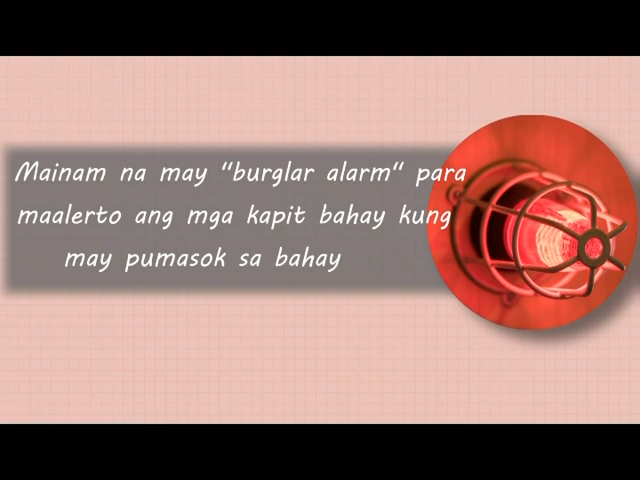 Mainam na may "burglar alarm" para
maalerto ang mga kapit bahay kung
may pumasok sa bahay